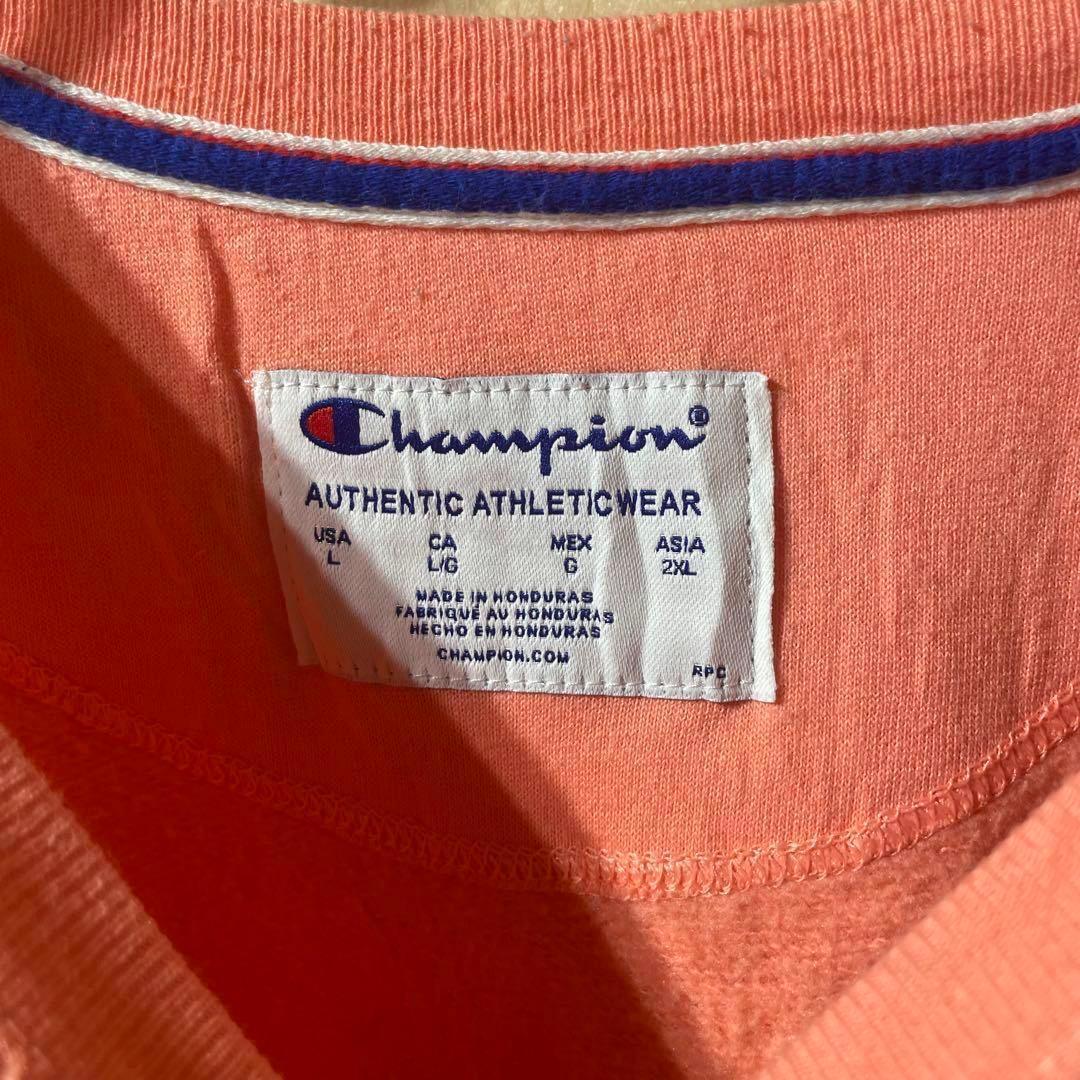 Champion®
AUTHENTIC ATHLETICWEAR
USA CA MEX ASIA
L L/G G 2XL
MADE IN HONDURAS
FABRIQUE AU HONDURAS
HECHO EN HONDURAS
CHAMPION.COM
RPC